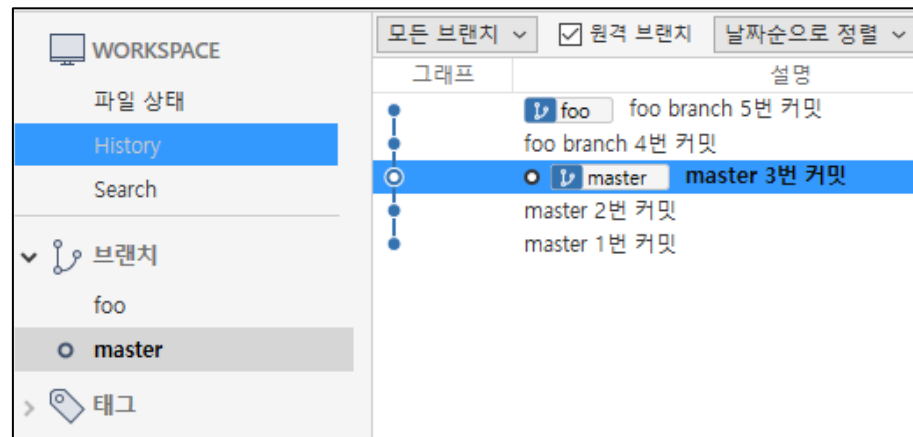 WORKSPACE
파일 상태
History
Search
브랜치
foo
master
태그
모든 브랜치 원격 브랜치 날짜순으로 정렬
그래프 설명
foo foo branch 5번 커밋
foo branch 4번 커밋
master master 3번 커밋
master 2번 커밋
master 1번 커밋